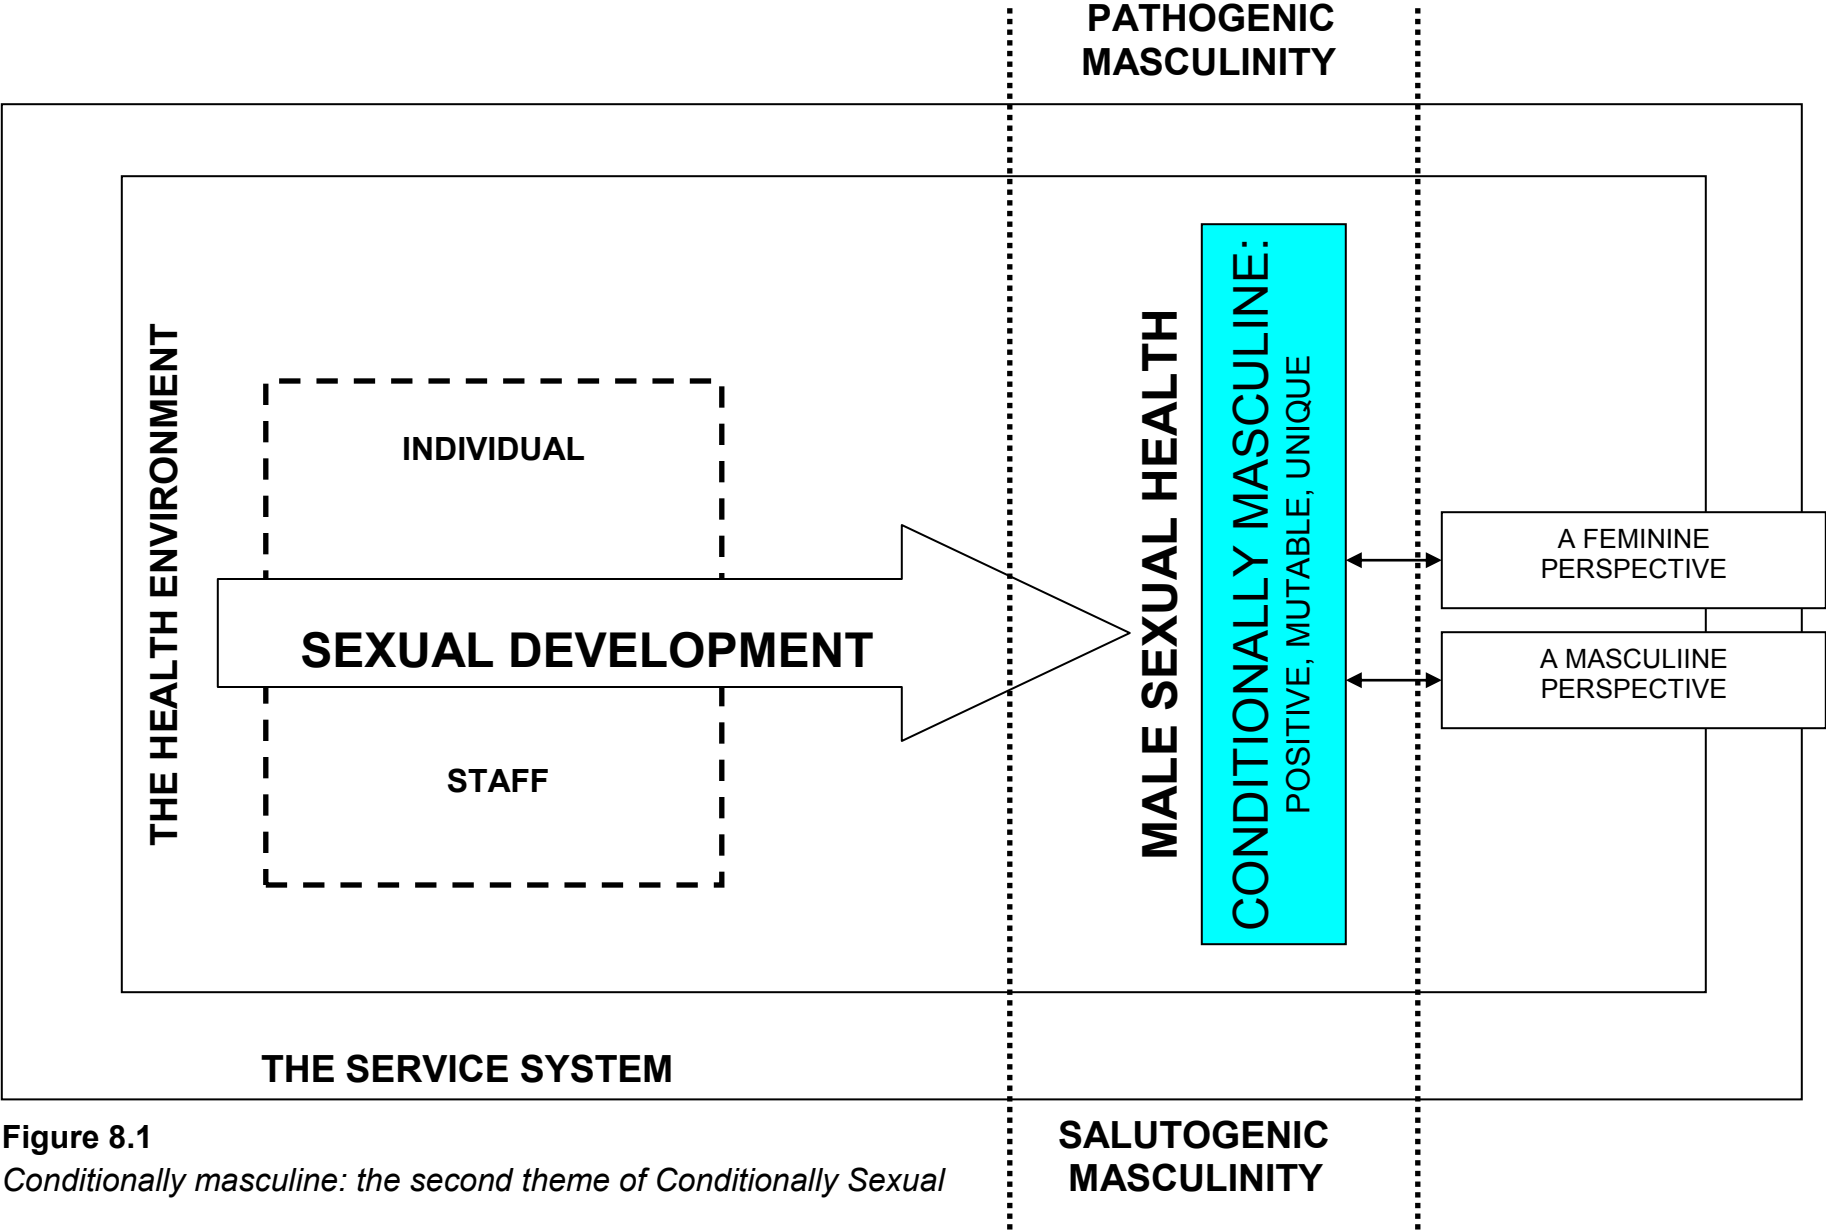 PATHOGENIC
MASCULINITY
THE HEALTH ENVIRONMENT
INDIVIDUAL
SEXUAL DEVELOPMENT
STAFF
MALE SEXUAL HEALTH
CONDITIONALLY MASCULINE:
POSITIVE, MUTABLE, UNIQUE
A FEMININE
PERSPECTIVE
A MASCULIINE
PERSPECTIVE
THE SERVICE SYSTEM
SALUTOGENIC
MASCULINITY
Figure 8.1
Conditionally masculine: the second theme of Conditionally Sexual